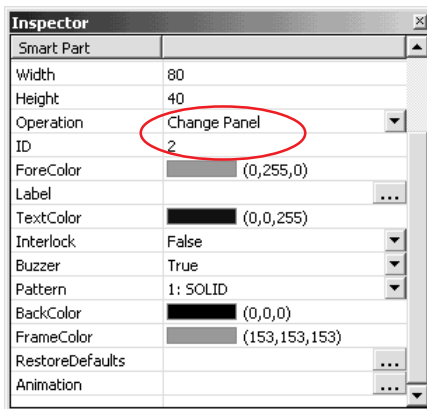 Inspector
Smart Part
Width 80
Height 40
Operation Change Panel
ID 2
ForeColor (0,255,0)
Label ...
TextColor (0,0,255)
Interlock False
Buzzer True
Pattern 1: SOLID
BackColor (0,0,0)
FrameColor (153,153,153)
RestoreDefaults ...
Animation ...